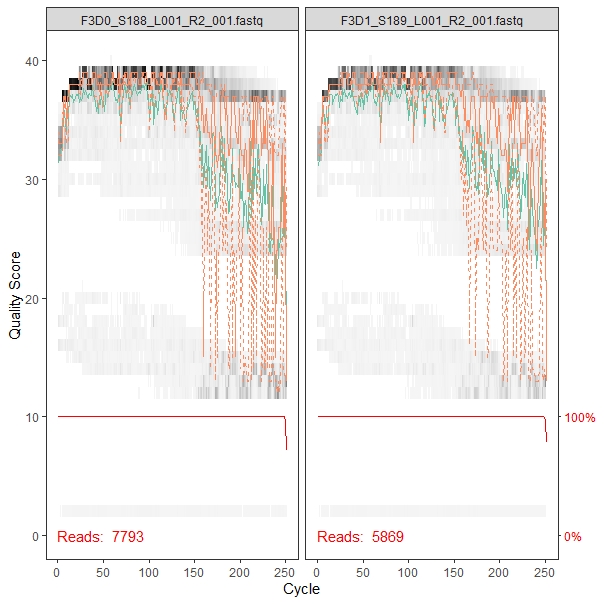 F3D0_S188_L001_R2_001.fastq F3D1_S189_L001_R2_001.fastq
40
30
20
10
0
Quality Score
100%
0%
Reads: 7793 Reads: 5869
0 50 100 150 200 250 0 50 100 150 200 250
Cycle